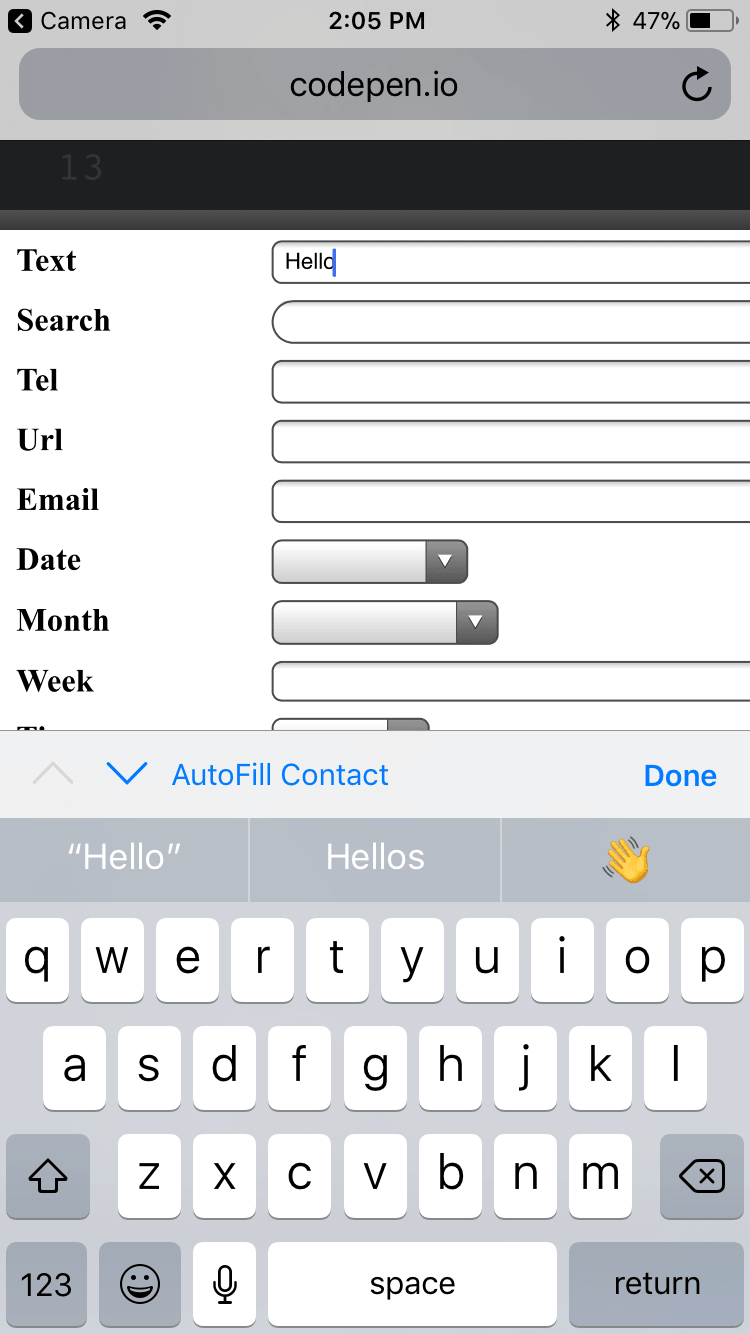 Camera 2:05 PM 47%
codepen.io
13
Text Hello
Search
Tel
Url
Email
Date
Month
Week
AutoFill Contact Done
“Hello” Hellos 👋
q w e r t y u i o p
a s d f g h j k l
z x c v b n m
123 space return